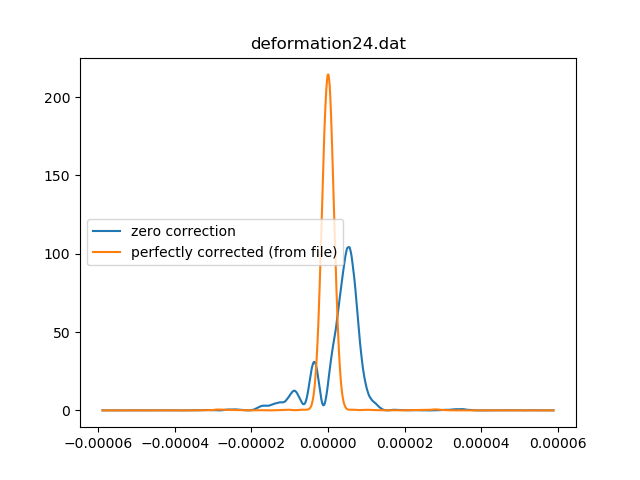 deformation24.dat
200
150
100
50
0
zero correction
perfectly corrected (from file)
−0.00006 −0.00004 −0.00002 0.00000 0.00002 0.00004 0.00006